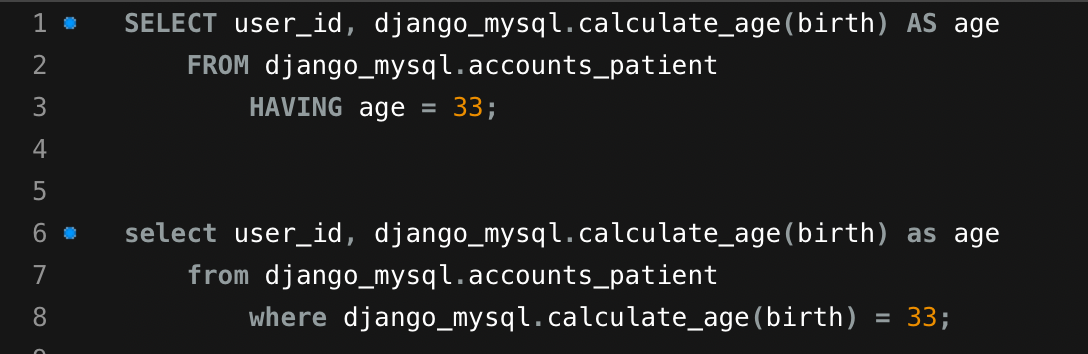 1 SELECT user_id, django_mysql.calculate_age(birth) AS age
2 FROM django_mysql.accounts_patient
3 HAVING age = 33;
4
5
6 select user_id, django_mysql.calculate_age(birth) as age
7 from django_mysql.accounts_patient
8 where django_mysql.calculate_age(birth) = 33;